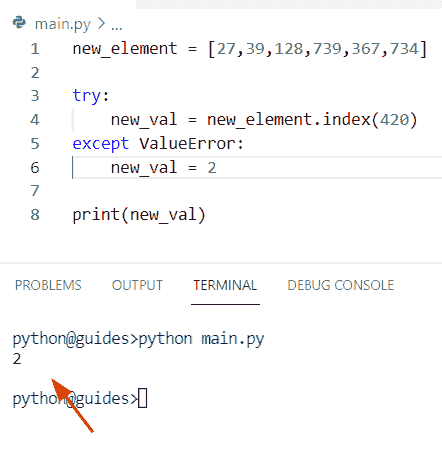 main.py > ...
1 new_element = [27,39,128,739,367,734]
2
3 try:
4     new_val = new_element.index(420)
5 except ValueError:
6     new_val = 2
7
8 print(new_val)
PROBLEMS OUTPUT TERMINAL DEBUG CONSOLE
python@guides>python main.py
2
python@guides>